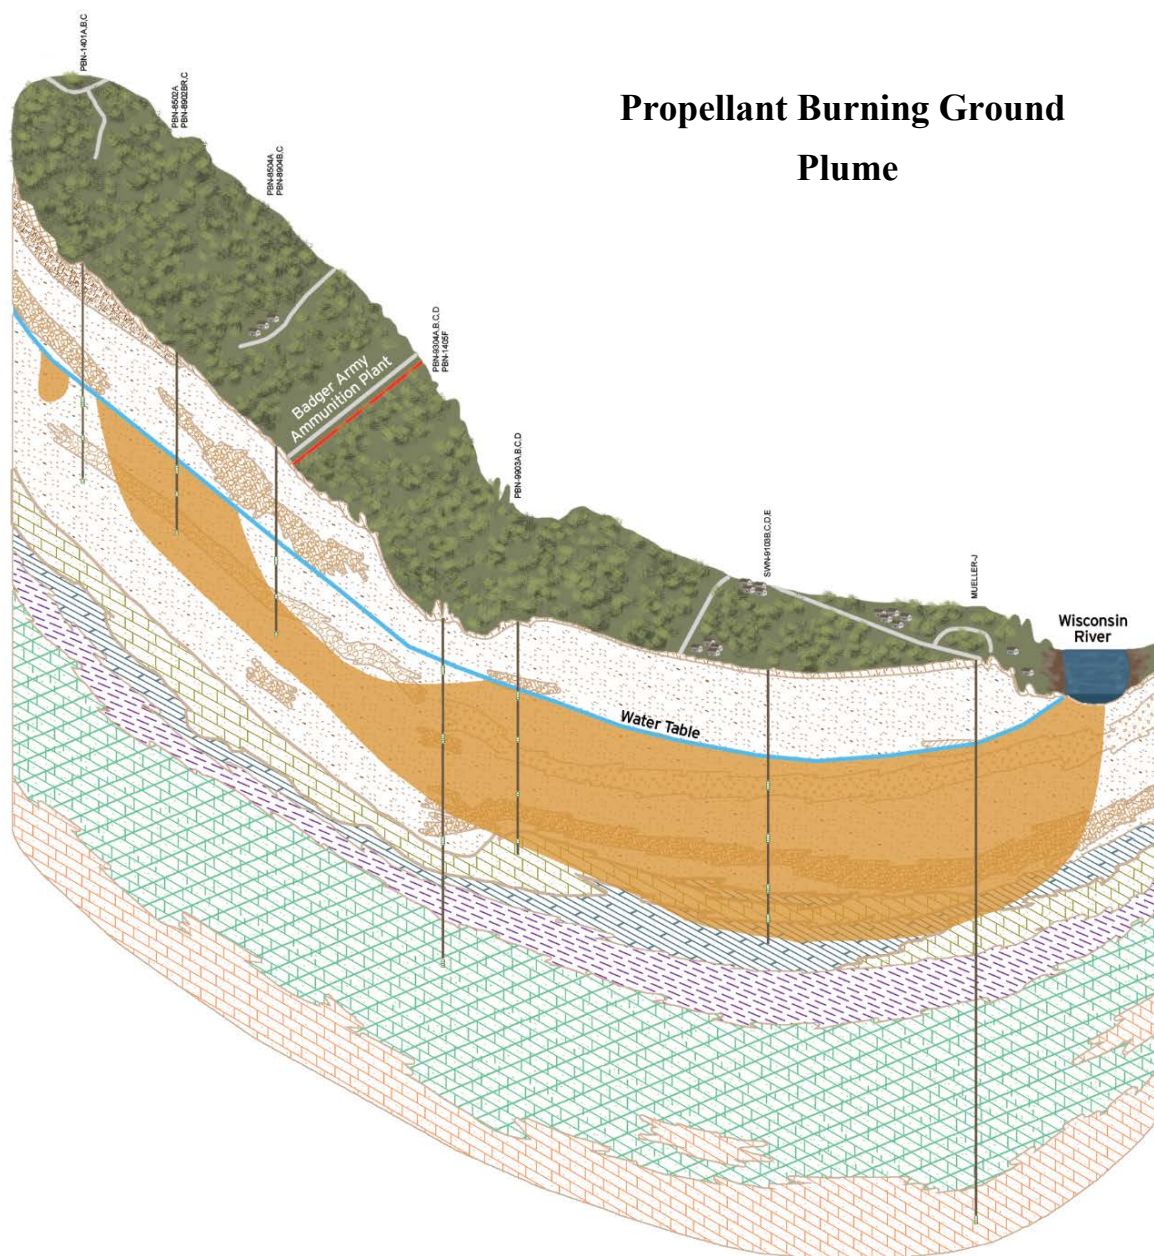 Propellant Burning Ground
Plume
PBN-1401A,B,C
PBN-8502A
PBN-8902BR,C
PBN-8504A
PBN-8904B,C
PBN-9304A,B,C,D
PBN-1405F
Badger Army
Ammunition Plant
PBN-9903A,B,C,D
SWN-9103B,C,D,E
MUELLER-J
Wisconsin
River
Water Table